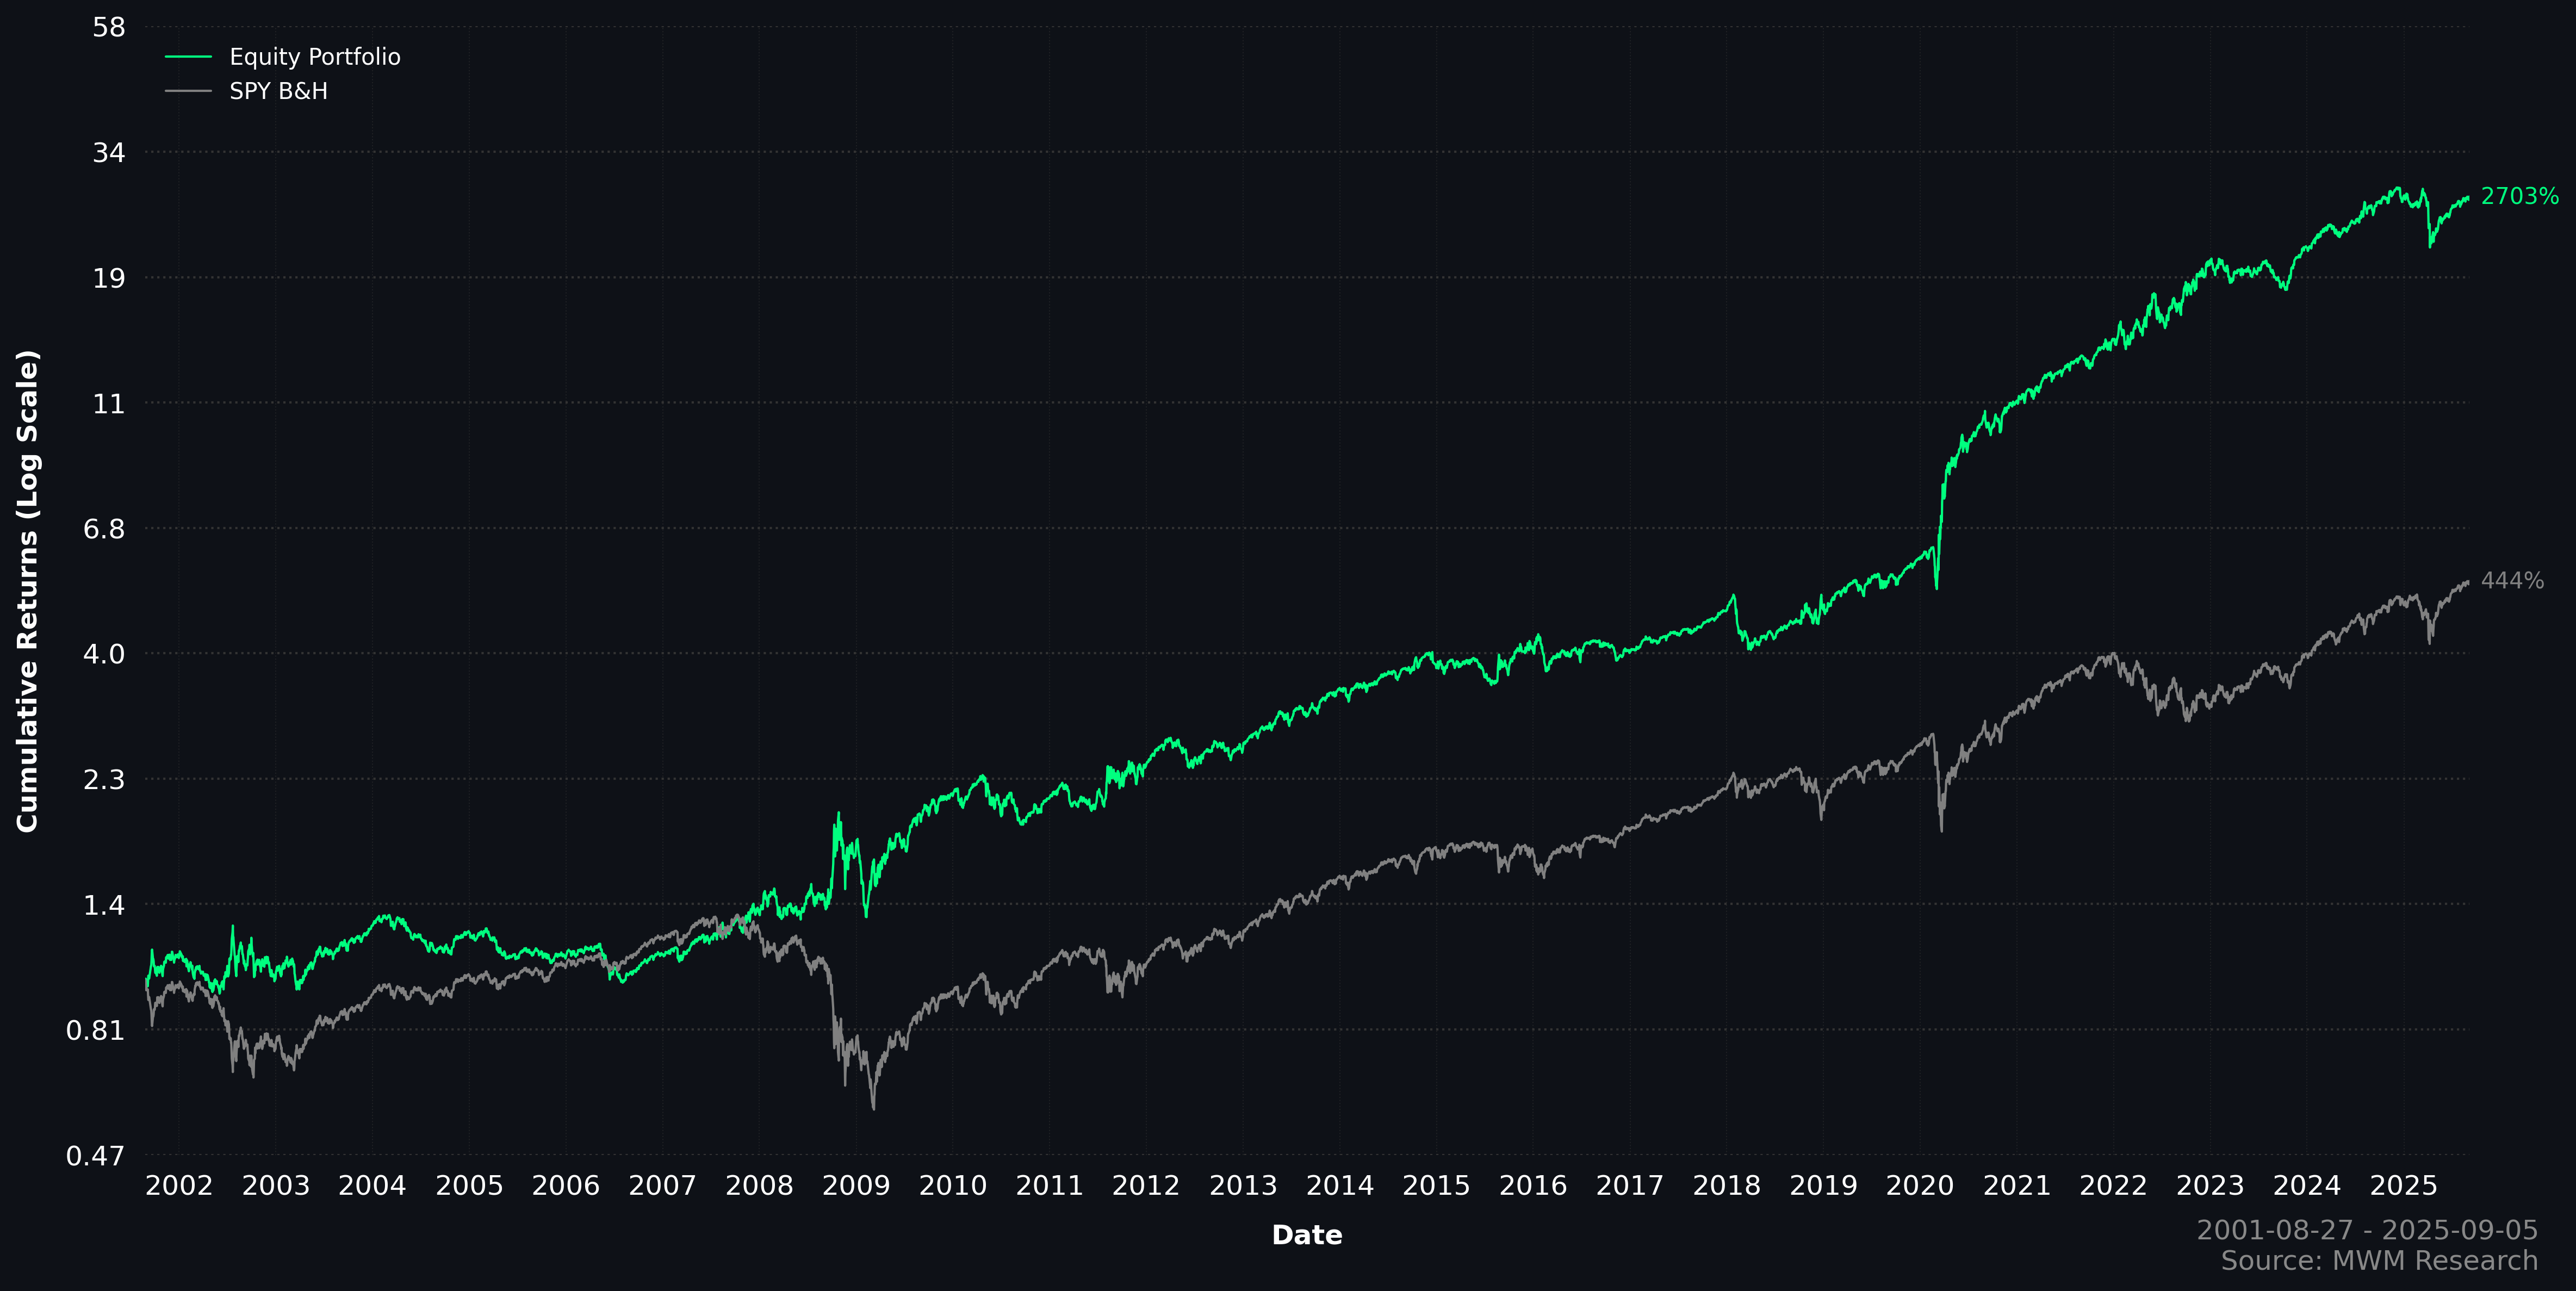 58
Equity Portfolio
SPY B&H
34
2703%
19
11
6.8
444%
4.0
2.3
1.4
0.81
0.47
Cumulative Returns (Log Scale)
2002 2003 2004 2005 2006 2007 2008 2009 2010 2011 2012 2013 2014 2015 2016 2017 2018 2019 2020 2021 2022 2023 2024 2025
Date
2001-08-27 - 2025-09-05
Source: MWM Research